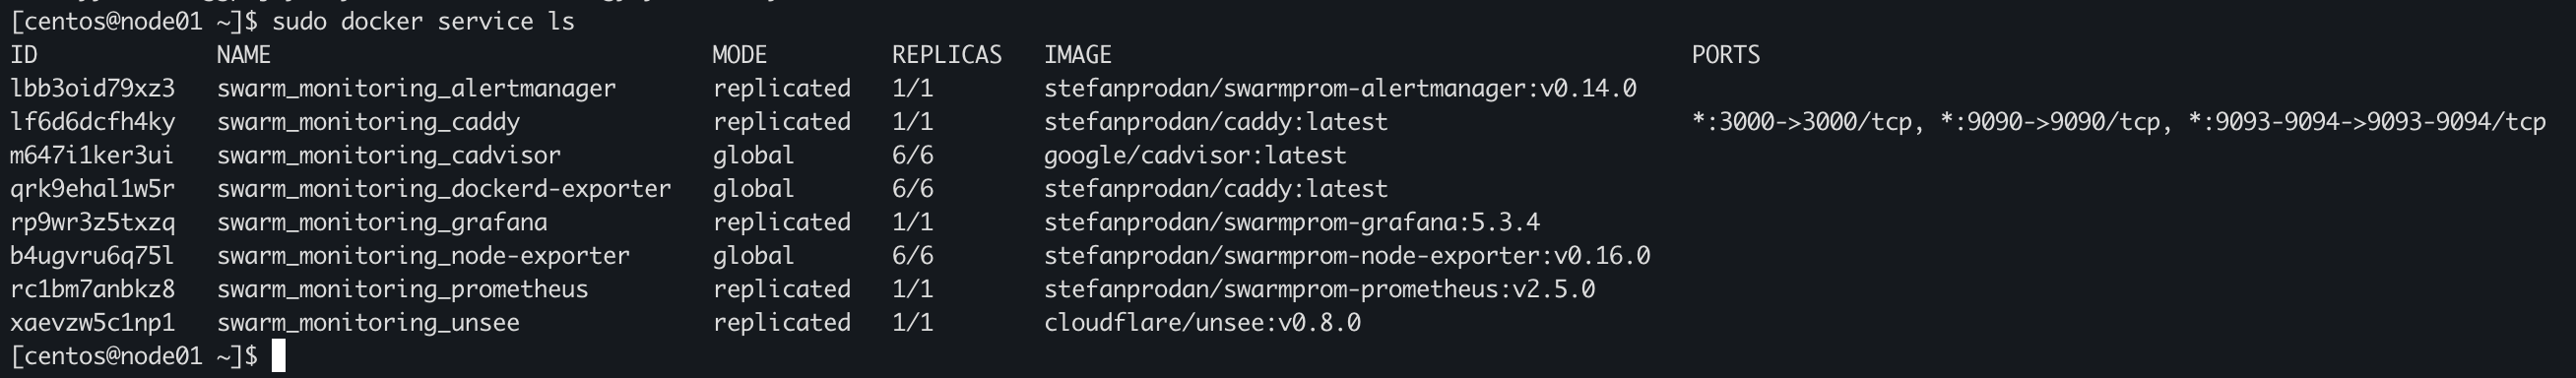 [centos@node01 ~]$ sudo docker service ls
ID NAME MODE REPLICAS IMAGE PORTS
lbb3oid79xz3 swarm_monitoring_alertmanager replicated 1/1 stefanprodan/swarmprom-alertmanager:v0.14.0
lf6d6dcfh4ky swarm_monitoring_caddy replicated 1/1 stefanprodan/caddy:latest *:3000->3000/tcp, *:9090->9090/tcp, *:9093-9094->9093-9094/tcp
m647i1ker3ui swarm_monitoring_cadvisor global 6/6 google/cadvisor:latest
qrk9ehal1w5r swarm_monitoring_dockerd-exporter global 6/6 stefanprodan/caddy:latest
rp9wr3z5txzq swarm_monitoring_grafana replicated 1/1 stefanprodan/swarmprom-grafana:5.3.4
b4ugvru6q75l swarm_monitoring_node-exporter global 6/6 stefanprodan/swarmprom-node-exporter:v0.16.0
rc1bm7anbkz8 swarm_monitoring_prometheus replicated 1/1 stefanprodan/swarmprom-prometheus:v2.5.0
xaevzw5c1np1 swarm_monitoring_unsee replicated 1/1 cloudflare/unsee:v0.8.0
[centos@node01 ~]$